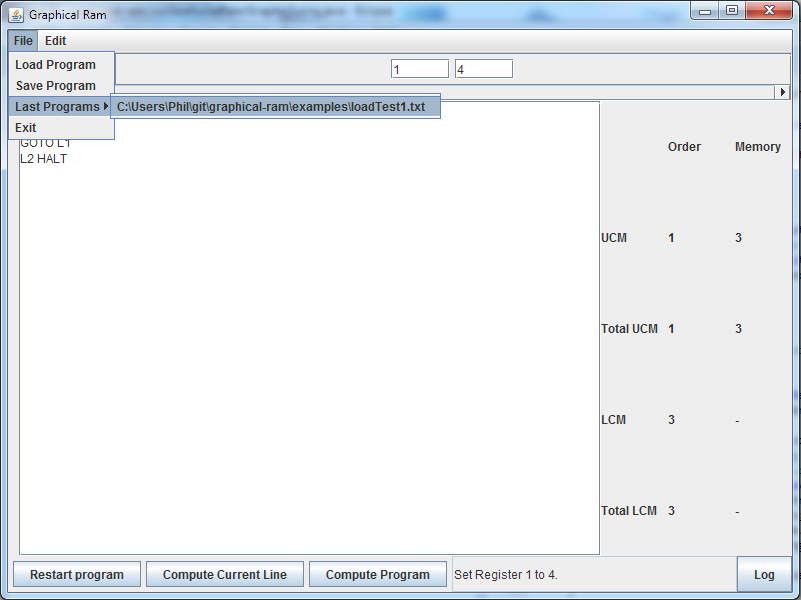 Graphical Ram
File Edit
Load Program
Save Program
Last Programs C:\Users\Phil\git\graphical-ram\examples\loadTest1.txt
Exit
1 4
GOTO L1
L2 HALT
Order Memory
UCM 1 3
Total UCM 1 3
LCM 3 -
Total LCM 3 -
Restart program Compute Current Line Compute Program Set Register 1 to 4. Log